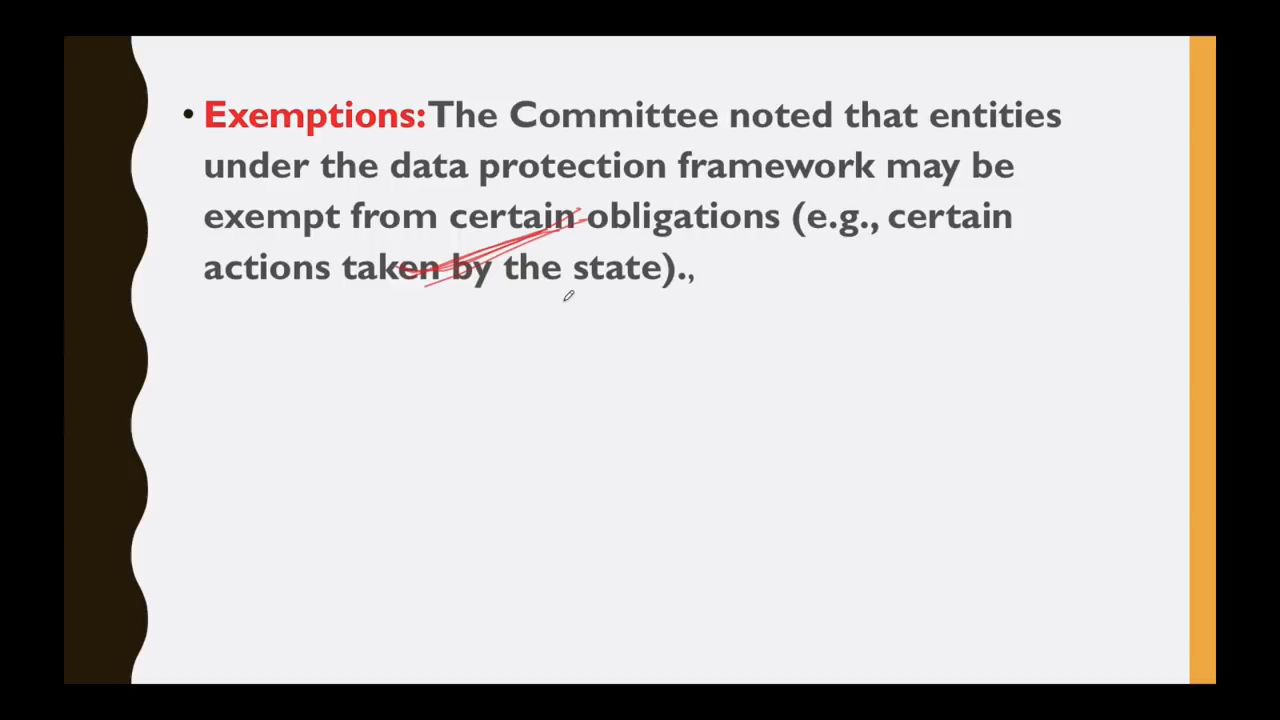 • Exemptions: The Committee noted that entities
under the data protection framework may be
exempt from certain obligations (e.g., certain
actions taken by the state).,